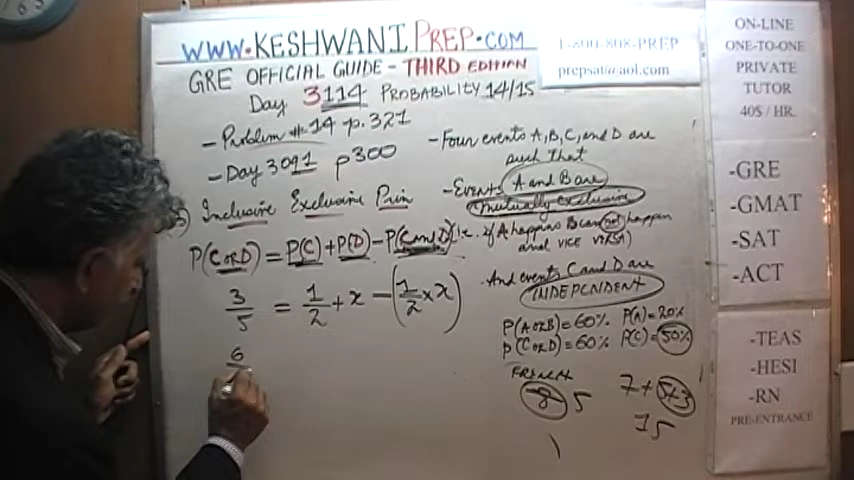 WWW.KESHWANIPREP.COM
1-800-808-PREP
prepsat@aol.com
GRE OFFICIAL GUIDE - THIRD EDITION
Day 3114 PROBABILITY 14/15
- Problem #14 p.321
- Day 3091 p300
Inclusive Exclusive Prin
P(C or D) = P(C) + P(D) - P(C and D)
3/5 = 1/2 + x - (1/2 × x)
6
- Four events A, B, C, and D are
such that
- Events A and B are
mutually exclusive
(i.e. if A happens B can not happen
and VICE VERSA)
And events C and D are
INDEPENDENT
P(A or B) = 60% P(A) = 20%
P(C or D) = 60% P(C) = 50%
8 5
7 + 5+3
15
ON-LINE
ONE-TO-ONE
PRIVATE
TUTOR
40$ / HR.
-GRE
-GMAT
-SAT
-ACT
-TEAS
-HESI
-RN
PRE-ENTRANCE